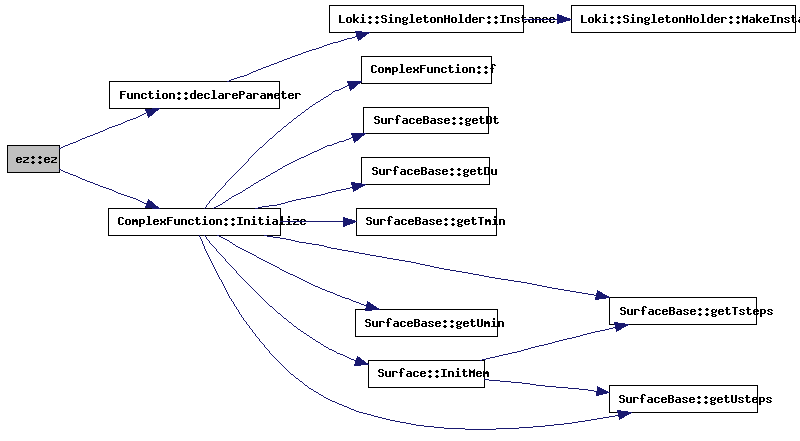 Loki::SingletonHolder::Instance
Loki::SingletonHolder::MakeInsta
ComplexFunction::f
Function::declareParameter
SurfaceBase::getDt
ez::ez
SurfaceBase::getDu
ComplexFunction::Initialize
SurfaceBase::getTmin
SurfaceBase::getTsteps
SurfaceBase::getUmin
Surface::InitMem
SurfaceBase::getUsteps